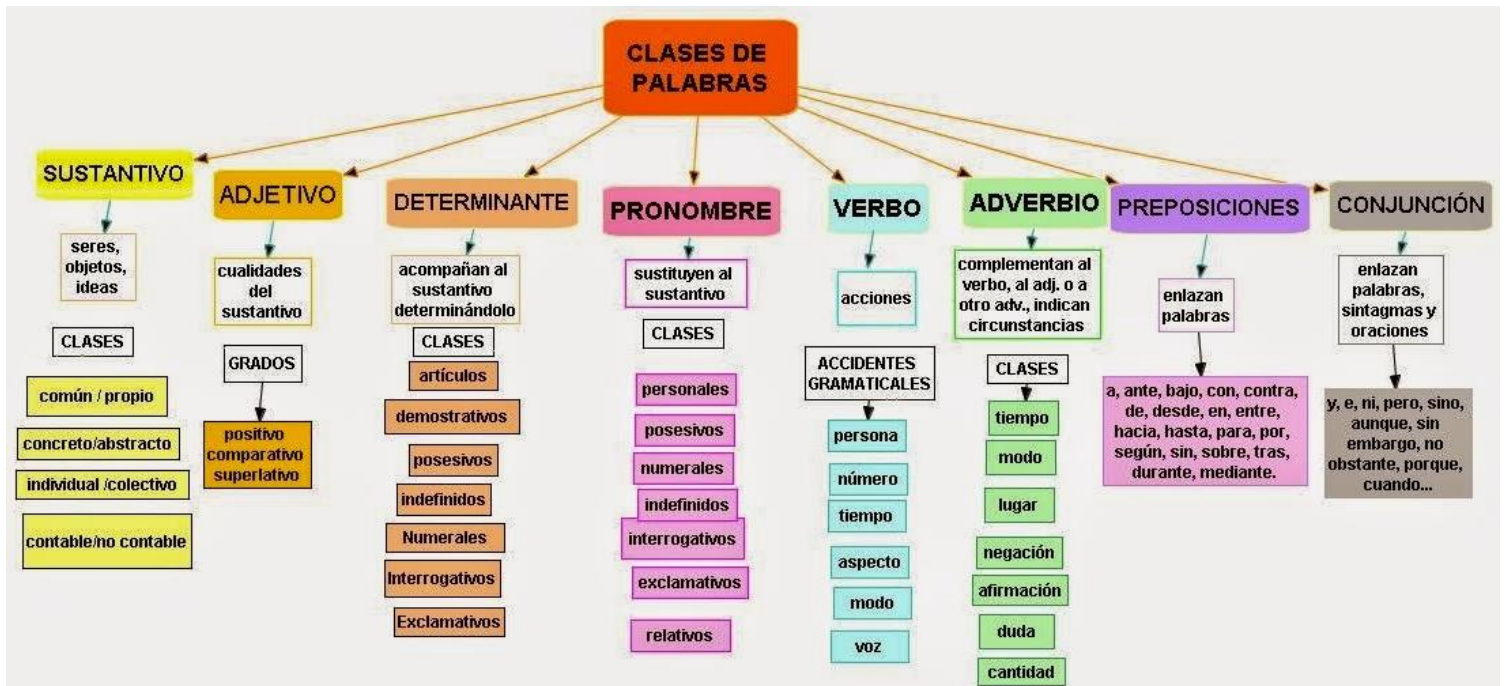 CLASES DE
PALABRAS
SUSTANTIVO
seres,
objetos,
ideas
CLASES
común / propio
concreto/abstracto
individual /colectivo
contable/no contable
ADJETIVO
cualidades
del
sustantivo
GRADOS
positivo
comparativo
superlativo
DETERMINANTE
acompañan al
sustantivo
determinándolo
CLASES
artículos
demostrativos
posesivos
indefinidos
Numerales
Interrogativos
Exclamativos
PRONOMBRE
sustituyen al
sustantivo
CLASES
personales
posesivos
numerales
indefinidos
interrogativos
exclamativos
relativos
VERBO
acciones
ACCIDENTES
GRAMATICALES
persona
número
tiempo
aspecto
modo
voz
ADVERBIO
complementan al
verbo, al adj. o a
otro adv., indican
circunstancias
CLASES
tiempo
modo
lugar
negación
afirmación
duda
cantidad
PREPOSICIONES
enlazan
palabras
a, ante, bajo, con, contra,
de, desde, en, entre,
hacia, hasta, para, por,
según, sin, sobre, tras,
durante, mediante.
CONJUNCIÓN
enlazan
palabras,
sintagmas y
oraciones
y, e, ni, pero, sino,
aunque, sin
embargo, no
obstante, porque,
cuando...